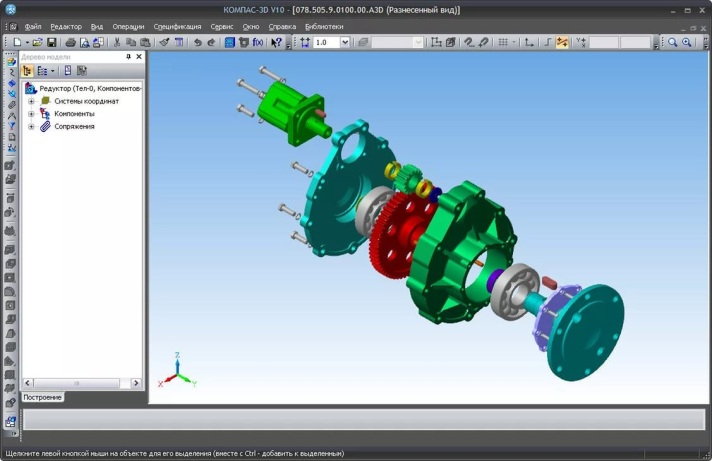 КОМПАС-3D V10 - [078.505.9.0100.00.A3D (Разнесенный вид)]
Файл Редактор Вид Операции Спецификация Сервис Окно Справка Библиотеки
1.0
f(x)
Дерево модели
Редуктор (Тел-0, Компонентов-
Системы координат
Компоненты
Сопряжения
Z
X
Y
Построение
Щелкните левой кнопкой мыши на объекте для его выделения (вместе с Ctrl - добавить к выделенным)